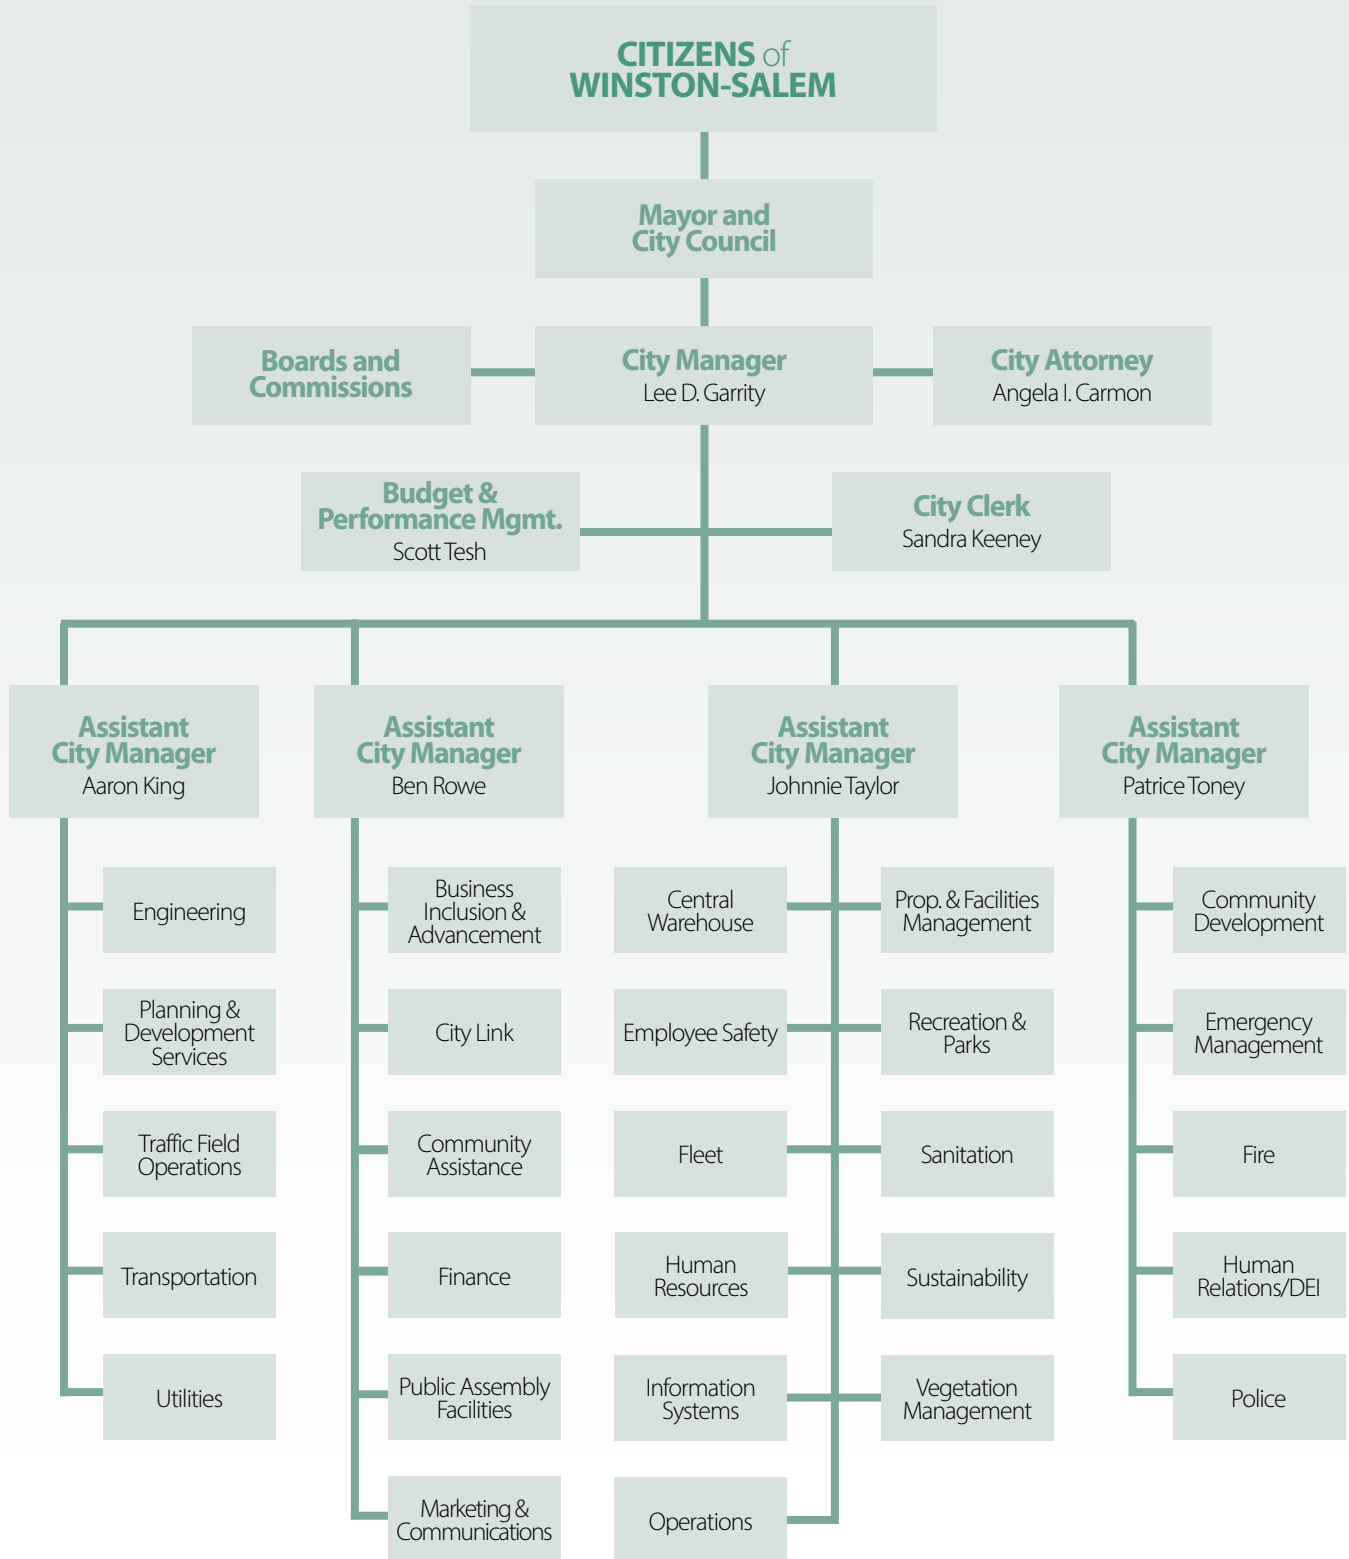 CITIZENS of
WINSTON-SALEM
Mayor and
City Council
Boards and
Commissions
City Manager
Lee D. Garrity
City Attorney
Angela I. Carmon
Budget &
Performance Mgmt.
Scott Tesh
City Clerk
Sandra Keeney
Assistant
City Manager
Aaron King
Assistant
City Manager
Ben Rowe
Assistant
City Manager
Johnnie Taylor
Assistant
City Manager
Patrice Toney
Engineering
Planning &
Development
Services
Traffic Field
Operations
Transportation
Utilities
Business
Inclusion &
Advancement
City Link
Community
Assistance
Finance
Public Assembly
Facilities
Marketing &
Communications
Central
Warehouse
Employee Safety
Fleet
Human
Resources
Information
Systems
Operations
Prop. & Facilities
Management
Recreation &
Parks
Sanitation
Sustainability
Vegetation
Management
Community
Development
Emergency
Management
Fire
Human
Relations/DEI
Police